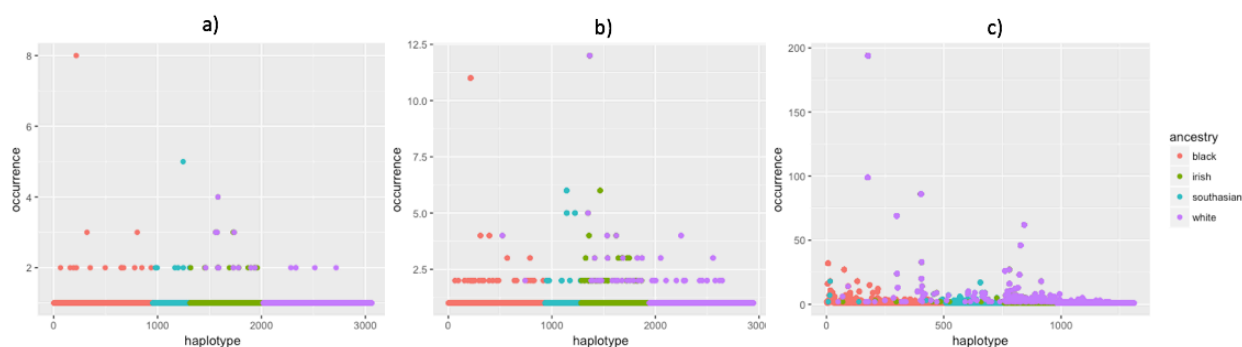 a)
b)
c)
8
6
4
2
occurrence
0
1000
2000
3000
haplotype
12.5
10.0
7.5
5.0
2.5
occurrence
0
1000
2000
3000
haplotype
200
150
100
50
0
occurrence
0
500
1000
haplotype
ancestry
black
irish
southasian
white